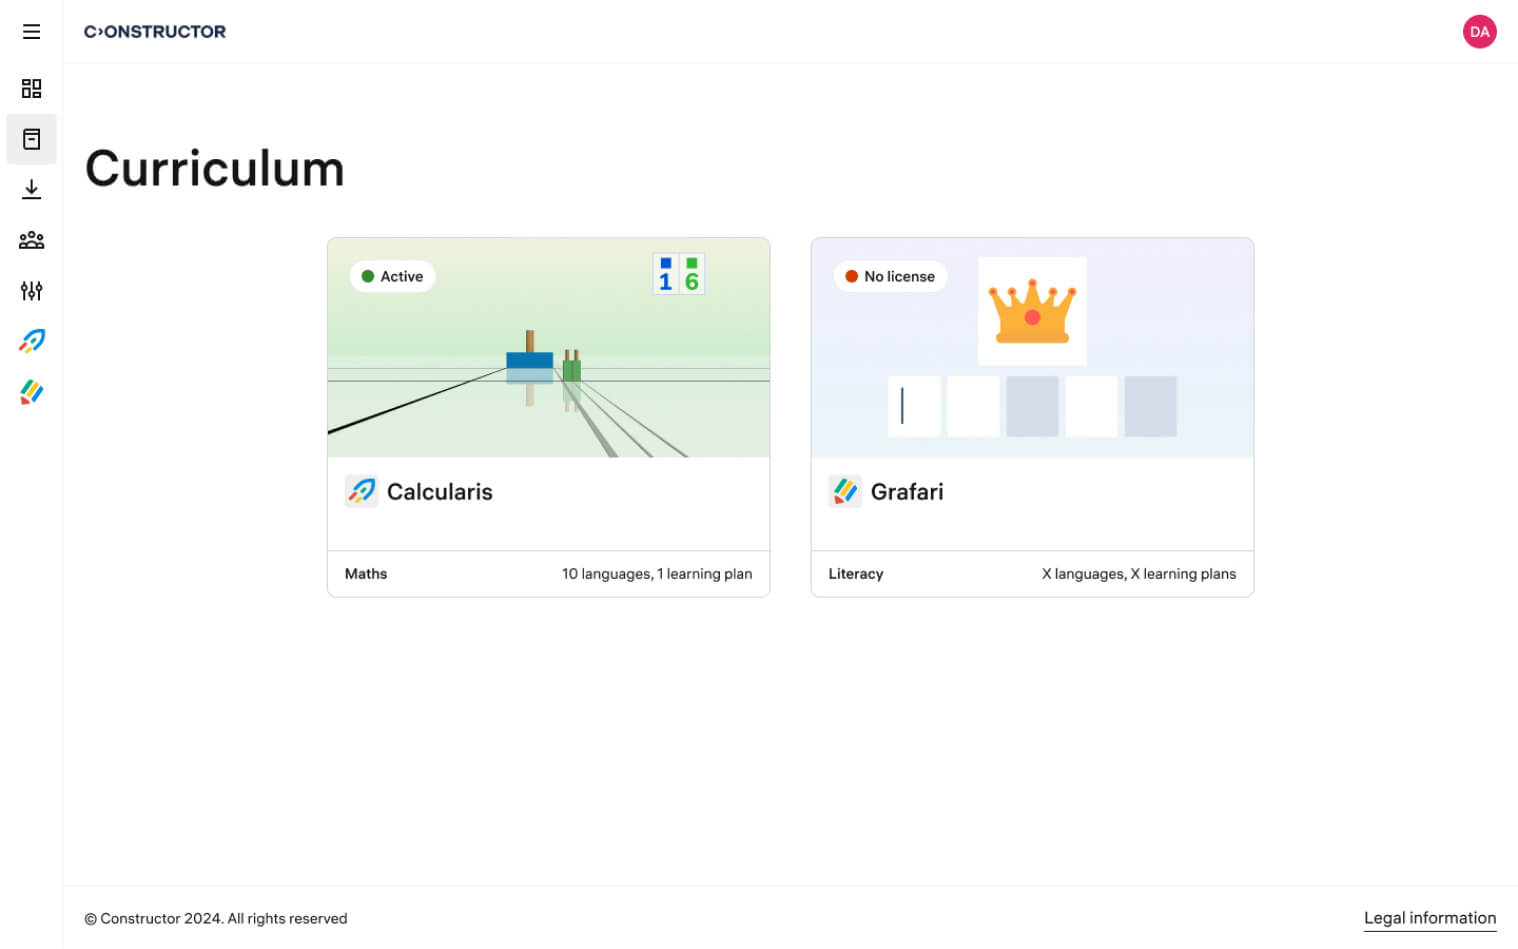 C›ONSTRUCTOR
DA
Curriculum
Active
1 6
No license
Calcularis
Grafari
Maths
10 languages, 1 learning plan
Literacy
X languages, X learning plans
© Constructor 2024. All rights reserved
Legal information